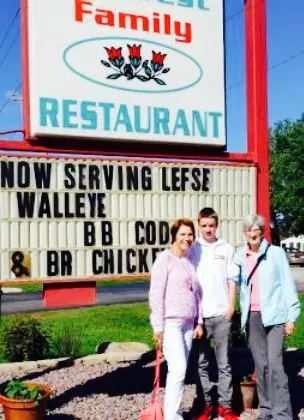 Family
RESTAURANT
NOW SERVING LEFSE
WALLEYE
BB COD
& BR CHICKE